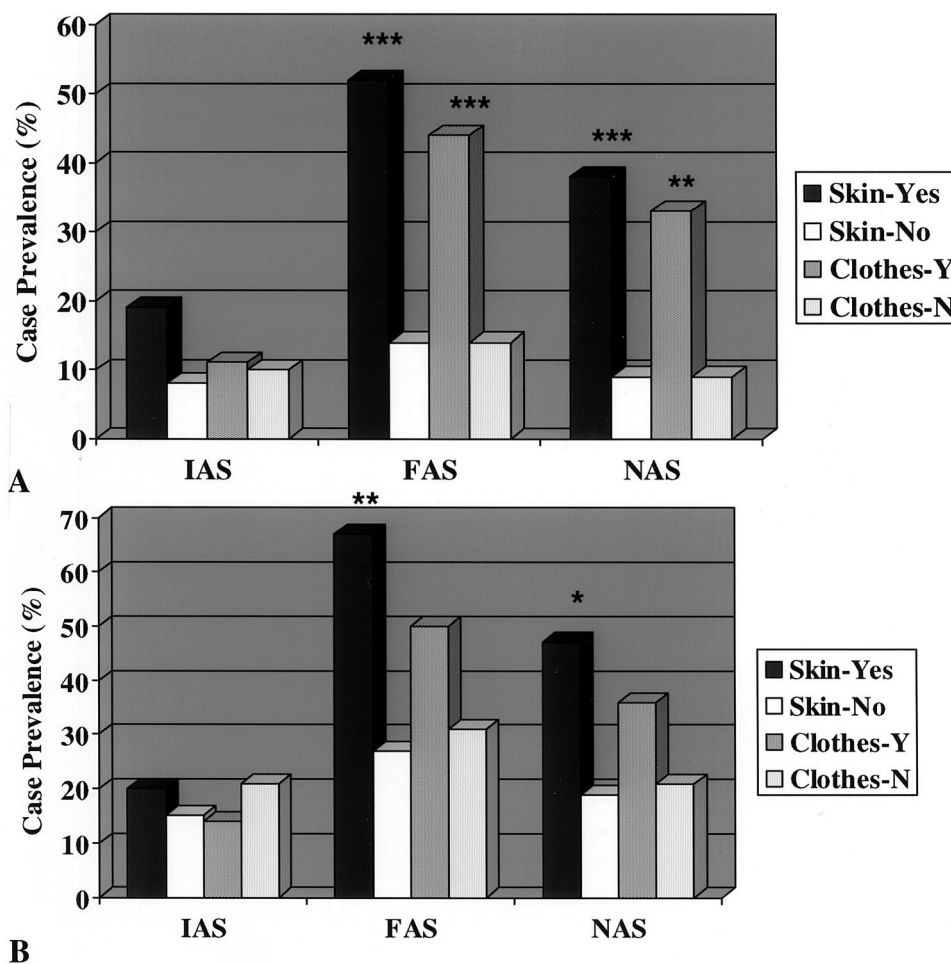 Case Prevalence (%)
60
50
40
30
20
10
0
***
***
***
**
IAS
FAS
NAS
Skin-Yes
Skin-No
Clothes-Y
Clothes-N
A
Case Prevalence (%)
70
60
50
40
30
20
10
0
**
*
IAS
FAS
NAS
Skin-Yes
Skin-No
Clothes-Y
Clothes-N
B